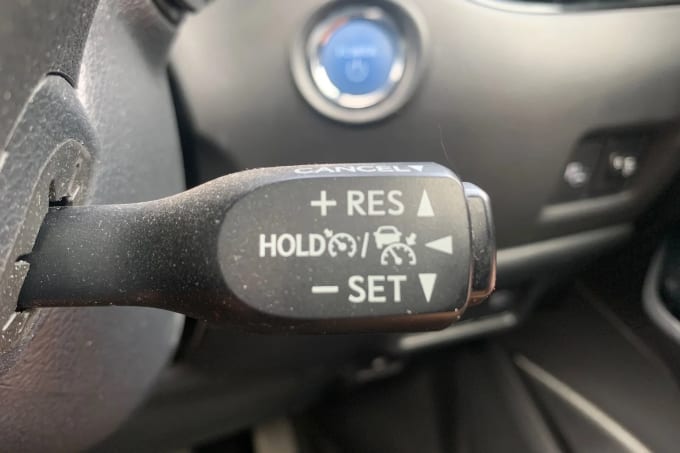 CANCEL▼
+ RES ▲
HOLD / ◄
− SET ▼